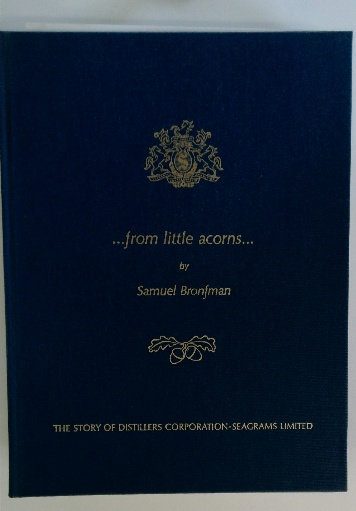 ...from little acorns...
by
Samuel Bronfman
THE STORY OF DISTILLERS CORPORATION-SEAGRAMS LIMITED